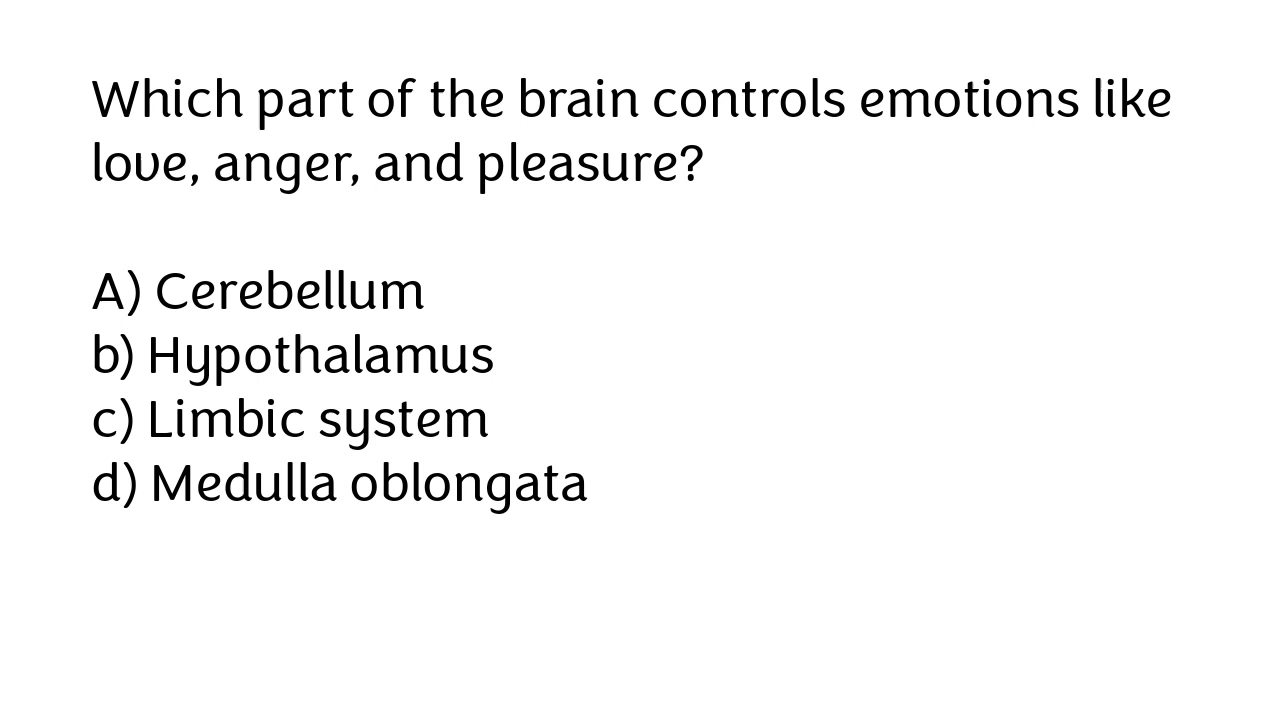 Which part of the brain controls emotions like
love, anger, and pleasure?
A) Cerebellum
b) Hypothalamus
c) Limbic system
d) Medulla oblongata